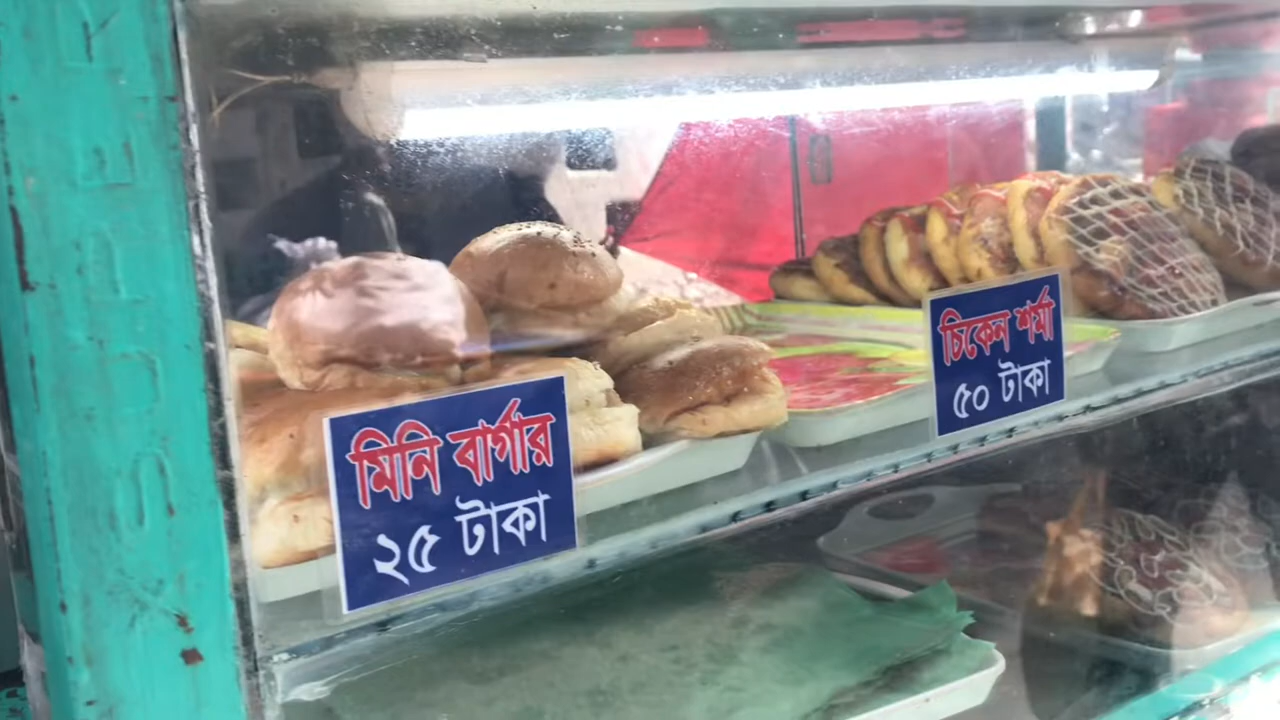 মিনি বার্গার
২৫ টাকা
চিকেন শর্মা
৫০ টাকা